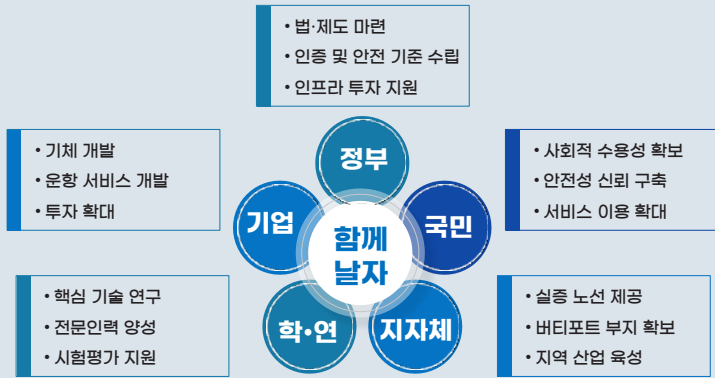 • 법·제도 마련
• 인증 및 안전 기준 수립
• 인프라 투자 지원
정부
• 기체 개발
• 운항 서비스 개발
• 투자 확대
기업
• 사회적 수용성 확보
• 안전성 신뢰 구축
• 서비스 이용 확대
국민
함께
날자
• 핵심 기술 연구
• 전문인력 양성
• 시험평가 지원
학•연
• 실증 노선 제공
• 버티포트 부지 확보
• 지역 산업 육성
지자체